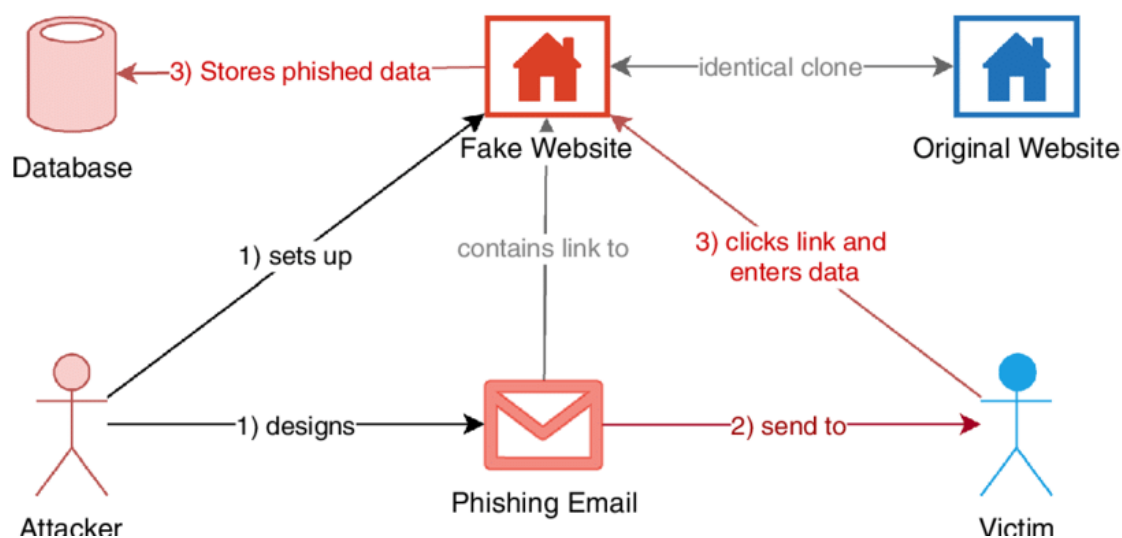 3) Stores phished data
identical clone
Database
Fake Website
Original Website
1) sets up
contains link to
3) clicks link and
enters data
1) designs
2) send to
Phishing Email
Attacker
Victim